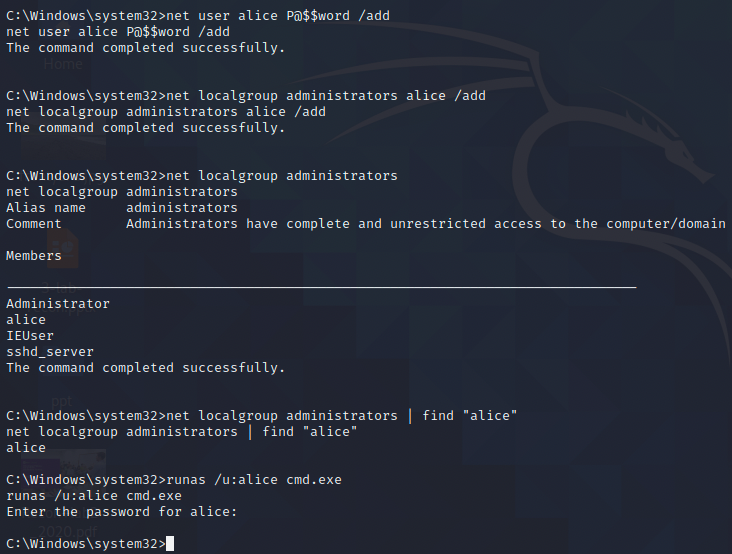 C:\Windows\system32>net user alice P@$$word /add
net user alice P@$$word /add
The command completed successfully.
Home
C:\Windows\system32>net localgroup administrators alice /add
net localgroup administrators alice /add
The command completed successfully.
C:\Windows\system32>net localgroup administrators
net localgroup administrators
Alias name     administrators
Comment        Administrators have complete and unrestricted access to the computer/domain
Members
-------------------------------------------------------------------------------
Administrator
alice
IEUser
sshd_server
The command completed successfully.
ppt
C:\Windows\system32>net localgroup administrators | find "alice"
net localgroup administrators | find "alice"
alice
C:\Windows\system32>runas /u:alice cmd.exe
runas /u:alice cmd.exe
Enter the password for alice:
2020.pdf
C:\Windows\system32>